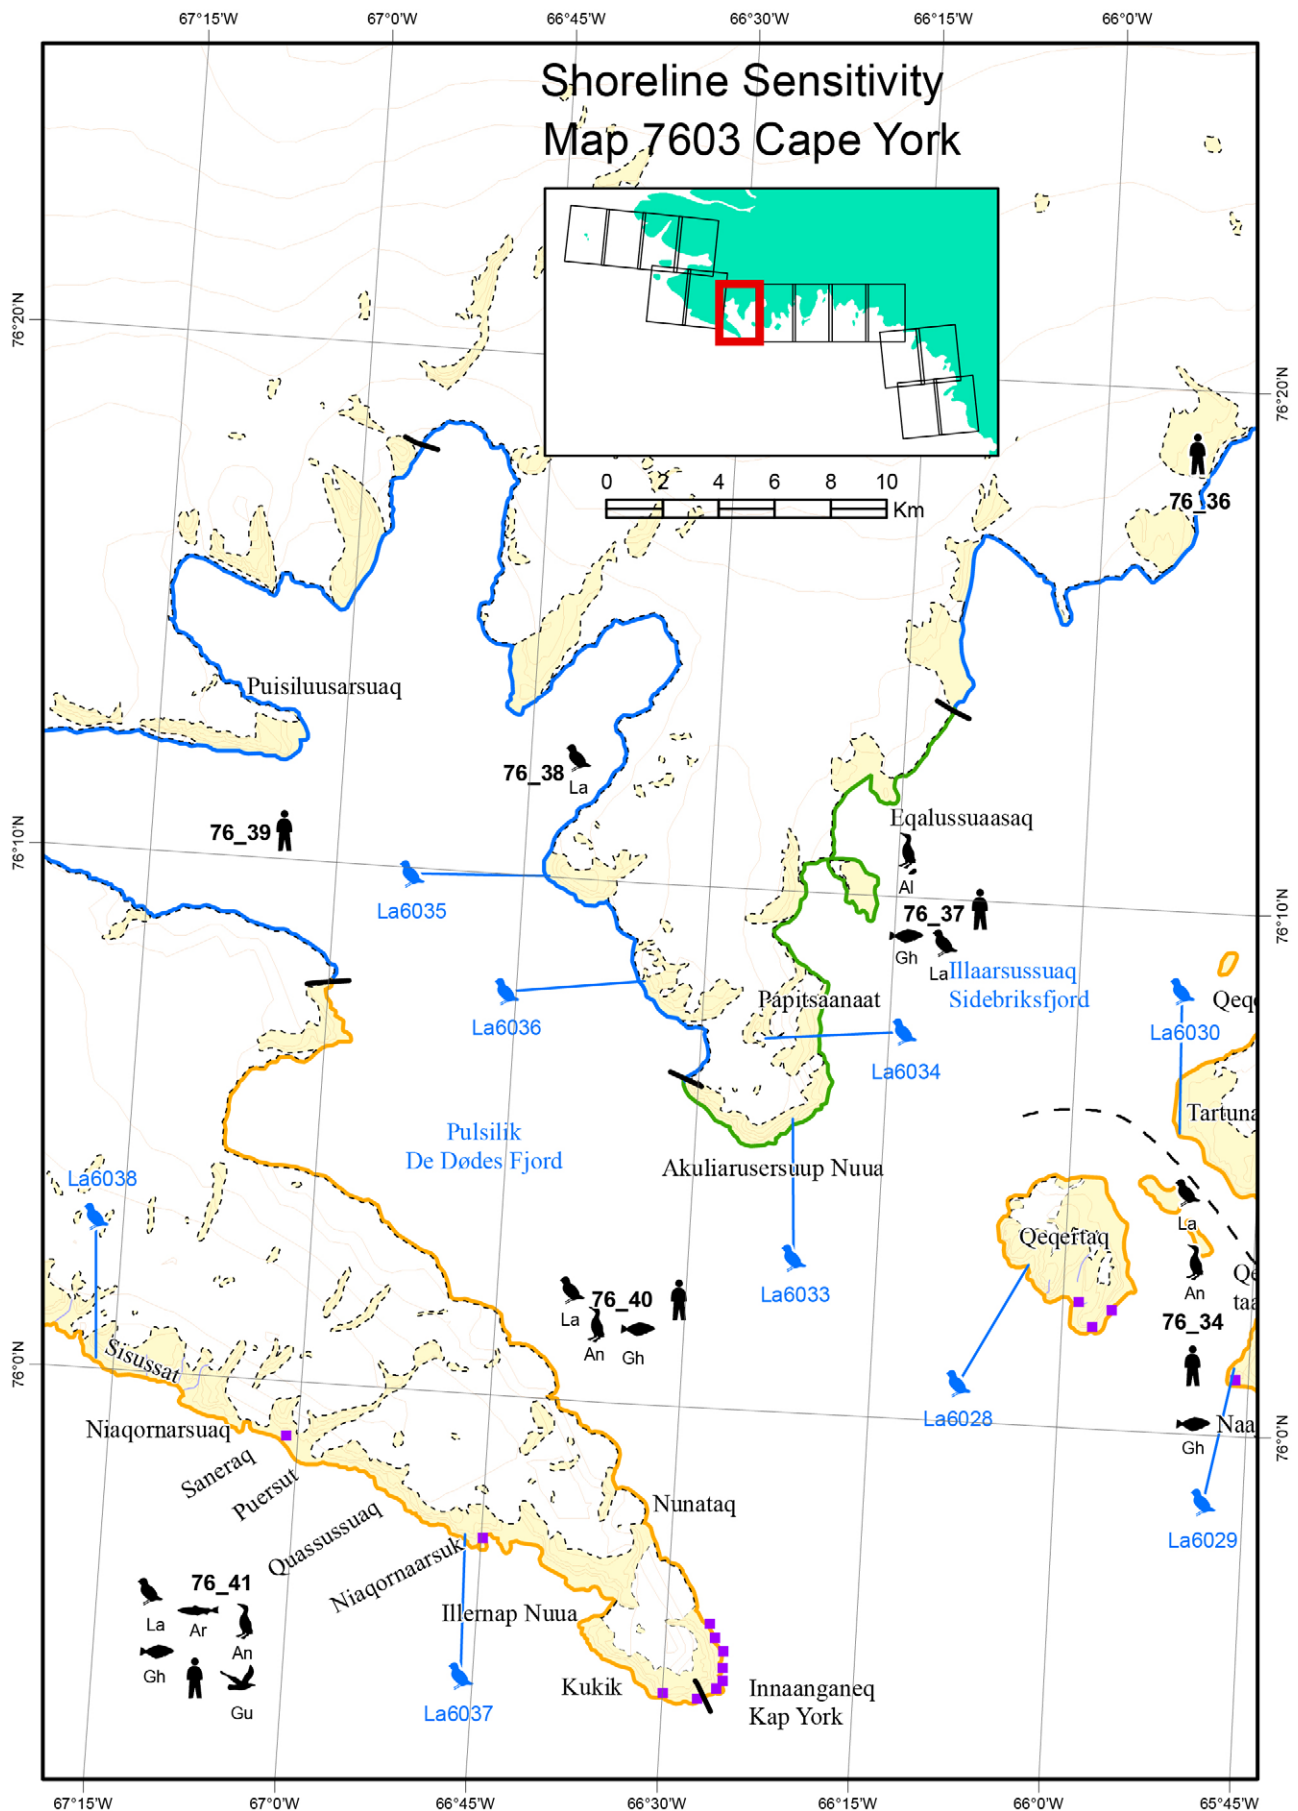 67°15'W 67°0'W 66°45'W 66°30'W 66°15'W 66°0'W
Shoreline Sensitivity
Map 7603 Cape York
76°20'N
76°20'N
0 2 4 6 8 10
Km
76_36
Puisiluusarsuaq
76_38
La
76_39
Eqalussuaasaq
76°10'N
Al
La6035
76_37
76°10'N
Gh
La
Illaarsussuaq
Sidebriksfjord
Papitsaanaat
Qeqe
La6036
La6030
La6034
Tartuna
Pulsilik
De Dødes Fjord
Akuliarusersuup Nuua
La6038
La
Qeqertaq
Qe
taa
An
La6033
76_40
La
An
Gh
76_34
76°0'N
Sisussat
La6028
Gh
Naa
76°0'N
Niaqornarsuaq
Saneraq
Puersut
Quassussuaq
Nunataq
La6029
Niaqornaarsuk
76_41
La
Ar
An
Gh
Gu
Illernap Nuua
Kukik
Innaanganeq
Kap York
La6037
67°15'W 67°0'W 66°45'W 66°30'W 66°15'W 66°0'W 65°45'W